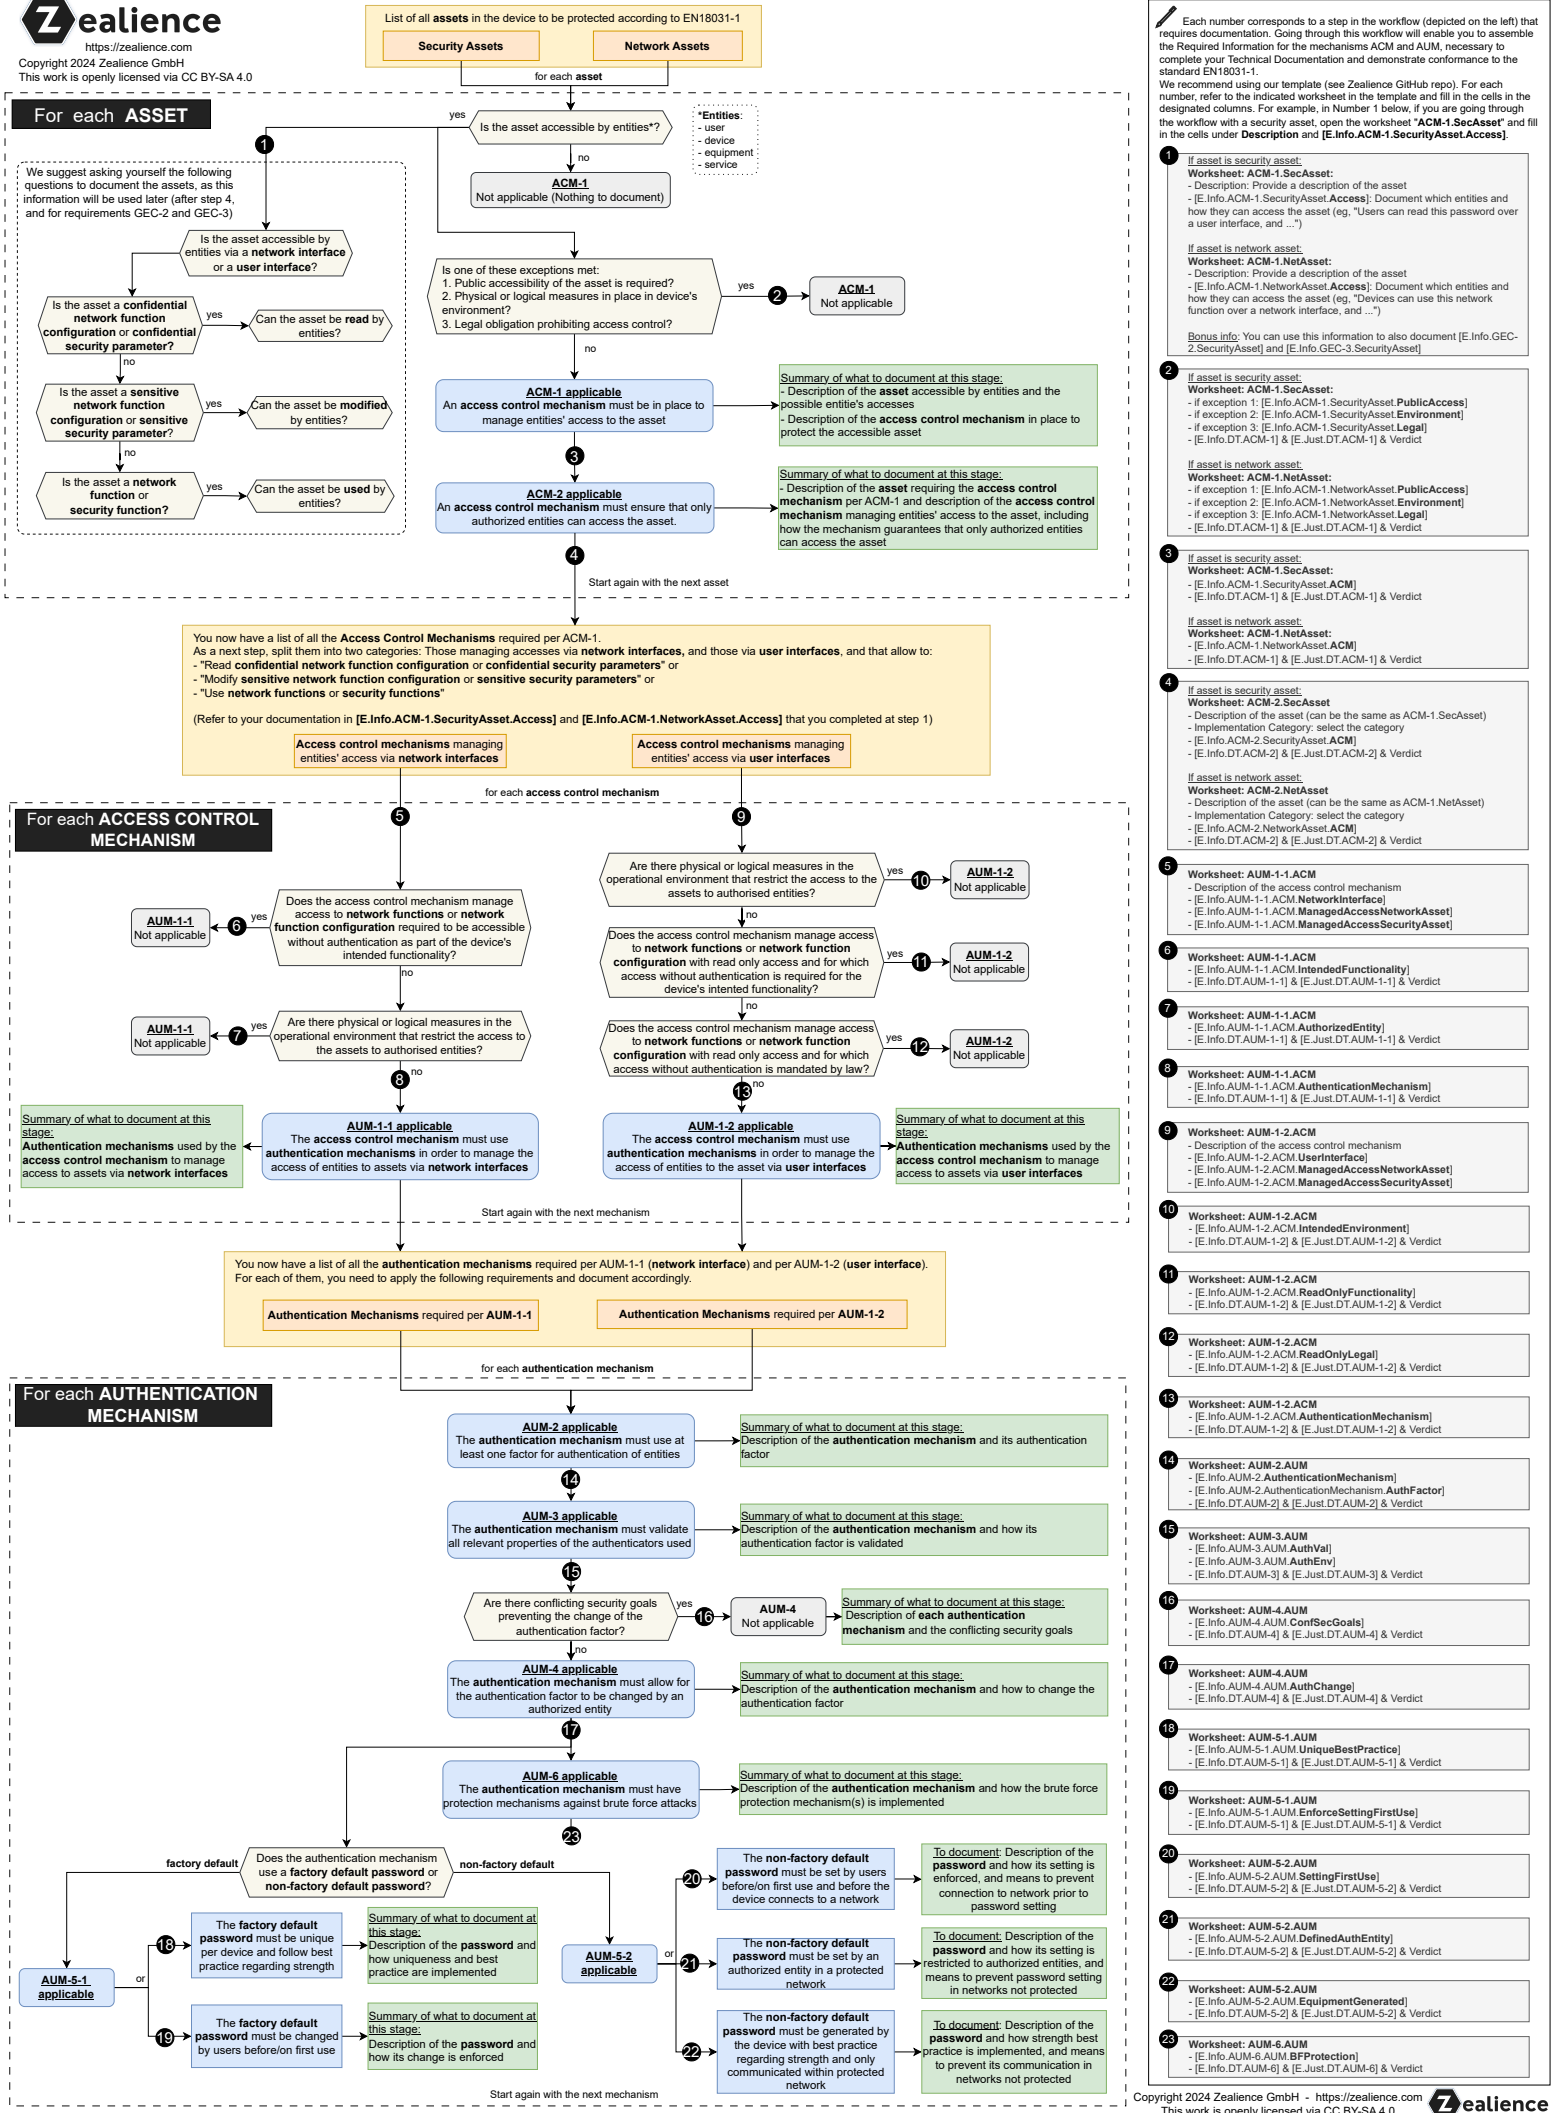 Zealience
https://zealience.com
Copyright 2024 Zealience GmbH
This work is openly licensed via CC BY-SA 4.0
List of all assets in the device to be protected according to EN18031-1
Security Assets
Network Assets
for each asset
For each ASSET
yes
Is the asset accessible by entities*?
*Entities:
- user
- device
- equipment
- service
no
ACM-1
Not applicable (Nothing to document)
1
We suggest asking yourself the following
questions to document the assets, as this
information will be used later (after step 4,
and for requirements GEC-2 and GEC-3)
Is the asset accessible by
entities via a network interface
or a user interface?
Is the asset a confidential
network function
configuration or confidential
security parameter?
yes
Can the asset be read by
entities?
no
Is the asset a sensitive
network function
configuration or sensitive
security parameter?
yes
Can the asset be modified
by entities?
no
Is the asset a network
function or
security function?
yes
Can the asset be used by
entities?
Is one of these exceptions met:
1. Public accessibility of the asset is required?
2. Physical or logical measures in place in device's
environment?
3. Legal obligation prohibiting access control?
yes
2
ACM-1
Not applicable
no
ACM-1 applicable
An access control mechanism must be in place to
manage entities' access to the asset
Summary of what to document at this stage:
- Description of the asset accessible by entities and the
possible entitie's accesses
- Description of the access control mechanism in place to
protect the accessible asset
3
ACM-2 applicable
An access control mechanism must ensure that only
authorized entities can access the asset.
Summary of what to document at this stage:
- Description of the asset requiring the access control
mechanism per ACM-1 and description of the access control
mechanism managing entities' access to the asset, including
how the mechanism guarantees that only authorized entities
can access the asset
4
Start again with the next asset
You now have a list of all the Access Control Mechanisms required per ACM-1.
As a next step, split them into two categories: Those managing accesses via network interfaces, and those via user interfaces, and that allow to:
- "Read confidential network function configuration or confidential security parameters" or
- "Modify sensitive network function configuration or sensitive security parameters" or
- "Use network functions or security functions"
(Refer to your documentation in [E.Info.ACM-1.SecurityAsset.Access] and [E.Info.ACM-1.NetworkAsset.Access] that you completed at step 1)
Access control mechanisms managing
entities' access via network interfaces
Access control mechanisms managing
entities' access via user interfaces
for each access control mechanism
For each ACCESS CONTROL
MECHANISM
5
Does the access control mechanism manage
access to network functions or network
function configuration required to be accessible
without authentication as part of the device's
intended functionality?
yes
6
AUM-1-1
Not applicable
no
Are there physical or logical measures in the
operational environment that restrict the access to
the assets to authorised entities?
yes
7
AUM-1-1
Not applicable
8
no
AUM-1-1 applicable
The access control mechanism must use
authentication mechanisms in order to manage the
access of entities to assets via network interfaces
Summary of what to document at this
stage:
Authentication mechanisms used by the
access control mechanism to manage
access to assets via network interfaces
9
Are there physical or logical measures in the
operational environment that restrict the access to the
assets to authorised entities?
yes
10
AUM-1-2
Not applicable
no
Does the access control mechanism manage access
to network functions or network function
configuration with read only access and for which
access without authentication is required for the
device's intented functionality?
yes
11
AUM-1-2
Not applicable
no
Does the access control mechanism manage access
to network functions or network function
configuration with read only access and for which
access without authentication is mandated by law?
yes
12
AUM-1-2
Not applicable
13
no
AUM-1-2 applicable
The access control mechanism must use
authentication mechanisms in order to manage the
access of entities to the asset via user interfaces
Summary of what to document at this
stage:
Authentication mechanisms used by the
access control mechanism to manage
access to assets via user interfaces
Start again with the next mechanism
You now have a list of all the authentication mechanisms required per AUM-1-1 (network interface) and per AUM-1-2 (user interface).
For each of them, you need to apply the following requirements and document accordingly.
Authentication Mechanisms required per AUM-1-1
Authentication Mechanisms required per AUM-1-2
for each authentication mechanism
For each AUTHENTICATION
MECHANISM
AUM-2 applicable
The authentication mechanism must use at
least one factor for authentication of entities
Summary of what to document at this stage:
Description of the authentication mechanism and its authentication
factor
14
AUM-3 applicable
The authentication mechanism must validate
all relevant properties of the authenticators used
Summary of what to document at this stage:
Description of the authentication mechanism and how its
authentication factor is validated
15
Are there conflicting security goals
preventing the change of the
authentication factor?
yes
16
AUM-4
Not applicable
Summary of what to document at this stage:
Description of each authentication
mechanism and the conflicting security goals
no
AUM-4 applicable
The authentication mechanism must allow for
the authentication factor to be changed by an
authorized entity
Summary of what to document at this stage:
Description of the authentication mechanism and how to change the
authentication factor
17
AUM-6 applicable
The authentication mechanism must have
protection mechanisms against brute force attacks
Summary of what to document at this stage:
Description of the authentication mechanism and how the brute force
protection mechanism(s) is implemented
23
Does the authentication mechanism
use a factory default password or
non-factory default password?
factory default
non-factory default
AUM-5-1
applicable
or
18
The factory default
password must be unique
per device and follow best
practice regarding strength
Summary of what to document at
this stage:
Description of the password and
how uniqueness and best
practice are implemented
19
The factory default
password must be changed
by users before/on first use
Summary of what to document at
this stage:
Description of the password and
how its change is enforced
AUM-5-2
applicable
or
20
The non-factory default
password must be set by users
before/on first use and before the
device connects to a network
To document: Description of the
password and how its setting is
enforced, and means to prevent
connection to network prior to
password setting
21
The non-factory default
password must be set by an
authorized entity in a protected
network
To document: Description of the
password and how its setting is
restricted to authorized entities, and
means to prevent password setting
in networks not protected
22
The non-factory default
password must be generated by
the device with best practice
regarding strength and only
communicated within protected
network
To document: Description of the
password and how strength best
practice is implemented, and means
to prevent its communication in
networks not protected
Start again with the next mechanism
Each number corresponds to a step in the workflow (depicted on the left) that
requires documentation. Going through this workflow will enable you to assemble
the Required Information for the mechanisms ACM and AUM, necessary to
complete your Technical Documentation and demonstrate conformance to the
standard EN18031-1.
We recommend using our template (see Zealience GitHub repo). For each
number, refer to the indicated worksheet in the template and fill in the cells in the
designated columns. For example, in Number 1 below, if you are going through
the workflow with a security asset, open the worksheet "ACM-1.SecAsset" and fill
in the cells under Description and [E.Info.ACM-1.SecurityAsset.Access].
1
If asset is security asset:
Worksheet: ACM-1.SecAsset:
- Description: Provide a description of the asset
- [E.Info.ACM-1.SecurityAsset.Access]: Document which entities and
how they can access the asset (eg, "Users can read this password over
a user interface, and ...")
If asset is network asset:
Worksheet: ACM-1.NetAsset:
- Description: Provide a description of the asset
- [E.Info.ACM-1.NetworkAsset.Access]: Document which entities and
how they can access the asset (eg, "Devices can use this network
function over a network interface, and ...")
Bonus info: You can use this information to also document [E.Info.GEC-
2.SecurityAsset] and [E.Info.GEC-3.SecurityAsset]
2
If asset is security asset:
Worksheet: ACM-1.SecAsset:
- if exception 1: [E.Info.ACM-1.SecurityAsset.PublicAccess]
- if exception 2: [E.Info.ACM-1.SecurityAsset.Environment]
- if exception 3: [E.Info.ACM-1.SecurityAsset.Legal]
- [E.Info.DT.ACM-1] & [E.Just.DT.ACM-1] & Verdict
If asset is network asset:
Worksheet: ACM-1.NetAsset:
- if exception 1: [E.Info.ACM-1.NetworkAsset.PublicAccess]
- if exception 2: [E.Info.ACM-1.NetworkAsset.Environment]
- if exception 3: [E.Info.ACM-1.NetworkAsset.Legal]
- [E.Info.DT.ACM-1] & [E.Just.DT.ACM-1] & Verdict
3
If asset is security asset:
Worksheet: ACM-1.SecAsset:
- [E.Info.ACM-1.SecurityAsset.ACM]
- [E.Info.DT.ACM-1] & [E.Just.DT.ACM-1] & Verdict
If asset is network asset:
Worksheet: ACM-1.NetAsset:
- [E.Info.ACM-1.NetworkAsset.ACM]
- [E.Info.DT.ACM-1] & [E.Just.DT.ACM-1] & Verdict
4
If asset is security asset:
Worksheet: ACM-2.SecAsset
- Description of the asset (can be the same as ACM-1.SecAsset)
- Implementation Category: select the category
- [E.Info.ACM-2.SecurityAsset.ACM]
- [E.Info.DT.ACM-2] & [E.Just.DT.ACM-2] & Verdict
If asset is network asset:
Worksheet: ACM-2.NetAsset
- Description of the asset (can be the same as ACM-1.NetAsset)
- Implementation Category: select the category
- [E.Info.ACM-2.NetworkAsset.ACM]
- [E.Info.DT.ACM-2] & [E.Just.DT.ACM-2] & Verdict
5
Worksheet: AUM-1-1.ACM
- Description of the access control mechanism
- [E.Info.AUM-1-1.ACM.NetworkInterface]
- [E.Info.AUM-1-1.ACM.ManagedAccessNetworkAsset]
- [E.Info.AUM-1-1.ACM.ManagedAccessSecurityAsset]
6
Worksheet: AUM-1-1.ACM
- [E.Info.AUM-1-1.ACM.IntendedFunctionality]
- [E.Info.DT.AUM-1-1] & [E.Just.DT.AUM-1-1] & Verdict
7
Worksheet: AUM-1-1.ACM
- [E.Info.AUM-1-1.ACM.AuthorizedEntity]
- [E.Info.DT.AUM-1-1] & [E.Just.DT.AUM-1-1] & Verdict
8
Worksheet: AUM-1-1.ACM
- [E.Info.AUM-1-1.ACM.AuthenticationMechanism]
- [E.Info.DT.AUM-1-1] & [E.Just.DT.AUM-1-1] & Verdict
9
Worksheet: AUM-1-2.ACM
- Description of the access control mechanism
- [E.Info.AUM-1-2.ACM.UserInterface]
- [E.Info.AUM-1-2.ACM.ManagedAccessNetworkAsset]
- [E.Info.AUM-1-2.ACM.ManagedAccessSecurityAsset]
10
Worksheet: AUM-1-2.ACM
- [E.Info.AUM-1-2.ACM.IntendedEnvironment]
- [E.Info.DT.AUM-1-2] & [E.Just.DT.AUM-1-2] & Verdict
11
Worksheet: AUM-1-2.ACM
- [E.Info.AUM-1-2.ACM.ReadOnlyFunctionality]
- [E.Info.DT.AUM-1-2] & [E.Just.DT.AUM-1-2] & Verdict
12
Worksheet: AUM-1-2.ACM
- [E.Info.AUM-1-2.ACM.ReadOnlyLegal]
- [E.Info.DT.AUM-1-2] & [E.Just.DT.AUM-1-2] & Verdict
13
Worksheet: AUM-1-2.ACM
- [E.Info.AUM-1-2.ACM.AuthenticationMechanism]
- [E.Info.DT.AUM-1-2] & [E.Just.DT.AUM-1-2] & Verdict
14
Worksheet: AUM-2.AUM
- [E.Info.AUM-2.AuthenticationMechanism]
- [E.Info.AUM-2.AuthenticationMechanism.AuthFactor]
- [E.Info.DT.AUM-2] & [E.Just.DT.AUM-2] & Verdict
15
Worksheet: AUM-3.AUM
- [E.Info.AUM-3.AUM.AuthVal]
- [E.Info.AUM-3.AUM.AuthEnv]
- [E.Info.DT.AUM-3] & [E.Just.DT.AUM-3] & Verdict
16
Worksheet: AUM-4.AUM
- [E.Info.AUM-4.AUM.ConfSecGoals]
- [E.Info.DT.AUM-4] & [E.Just.DT.AUM-4] & Verdict
17
Worksheet: AUM-4.AUM
- [E.Info.AUM-4.AUM.AuthChange]
- [E.Info.DT.AUM-4] & [E.Just.DT.AUM-4] & Verdict
18
Worksheet: AUM-5-1.AUM
- [E.Info.AUM-5-1.AUM.UniqueBestPractice]
- [E.Info.DT.AUM-5-1] & [E.Just.DT.AUM-5-1] & Verdict
19
Worksheet: AUM-5-1.AUM
- [E.Info.AUM-5-1.AUM.EnforceSettingFirstUse]
- [E.Info.DT.AUM-5-1] & [E.Just.DT.AUM-5-1] & Verdict
20
Worksheet: AUM-5-2.AUM
- [E.Info.AUM-5-2.AUM.SettingFirstUse]
- [E.Info.DT.AUM-5-2] & [E.Just.DT.AUM-5-2] & Verdict
21
Worksheet: AUM-5-2.AUM
- [E.Info.AUM-5-2.AUM.DefinedAuthEntity]
- [E.Info.DT.AUM-5-2] & [E.Just.DT.AUM-5-2] & Verdict
22
Worksheet: AUM-5-2.AUM
- [E.Info.AUM-5-2.AUM.EquipmentGenerated]
- [E.Info.DT.AUM-5-2] & [E.Just.DT.AUM-5-2] & Verdict
23
Worksheet: AUM-6.AUM
- [E.Info.AUM-6.AUM.BFProtection]
- [E.Info.DT.AUM-6] & [E.Just.DT.AUM-6] & Verdict
Copyright 2024 Zealience GmbH - https://zealience.com
This work is openly licensed via CC BY-SA 4.0
Zealience